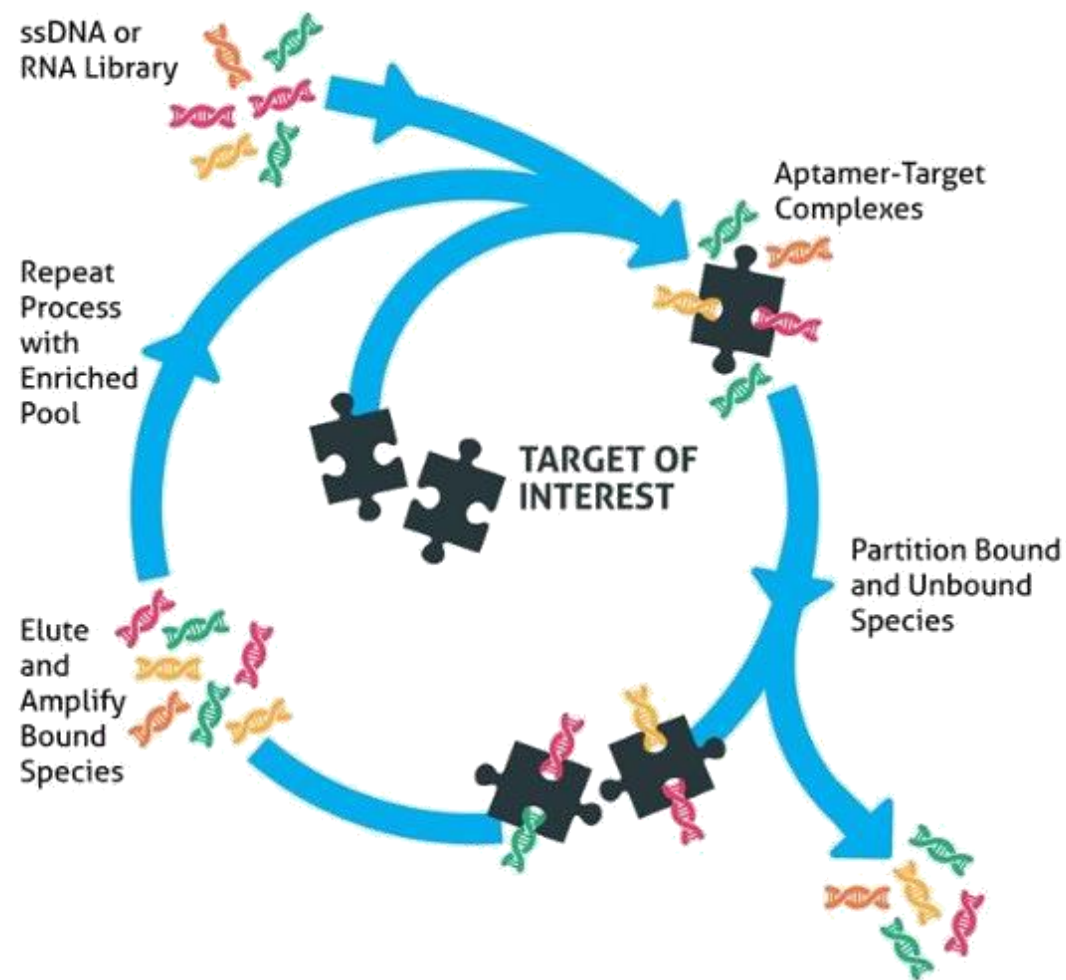 ssDNA or
RNA Library
Aptamer-Target
Complexes
Repeat
Process
with
Enriched
Pool
TARGET OF
INTEREST
Partition Bound
and Unbound
Species
Elute
and
Amplify
Bound
Species